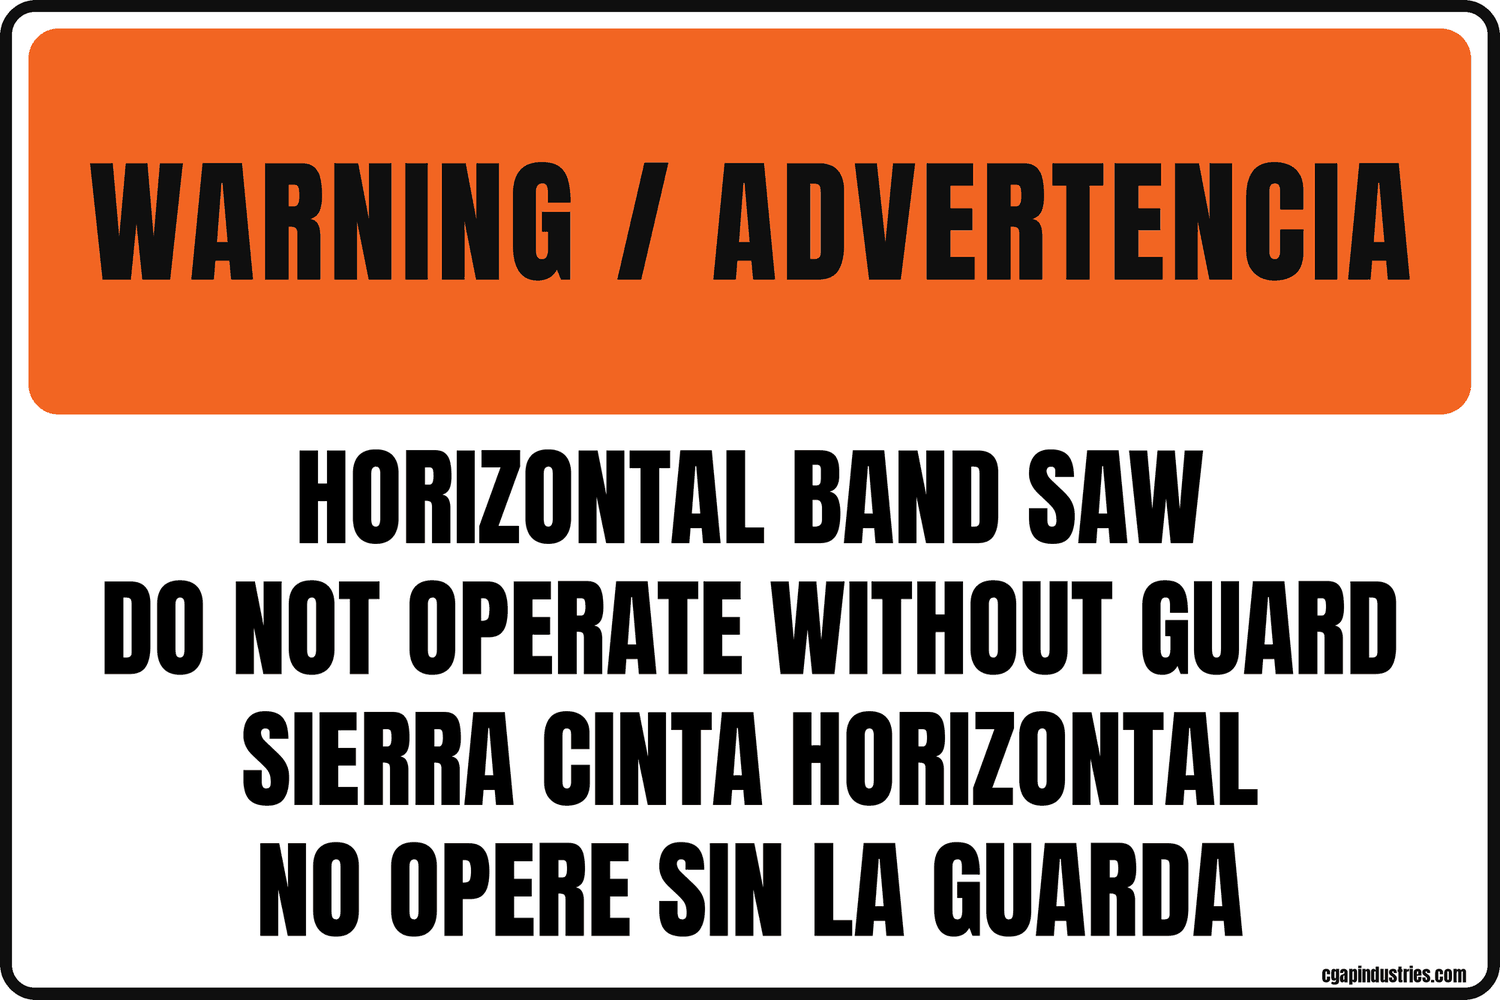 WARNING / ADVERTENCIA
HORIZONTAL BAND SAW
DO NOT OPERATE WITHOUT GUARD
SIERRA CINTA HORIZONTAL
NO OPERE SIN LA GUARDA
cgapindustries.com